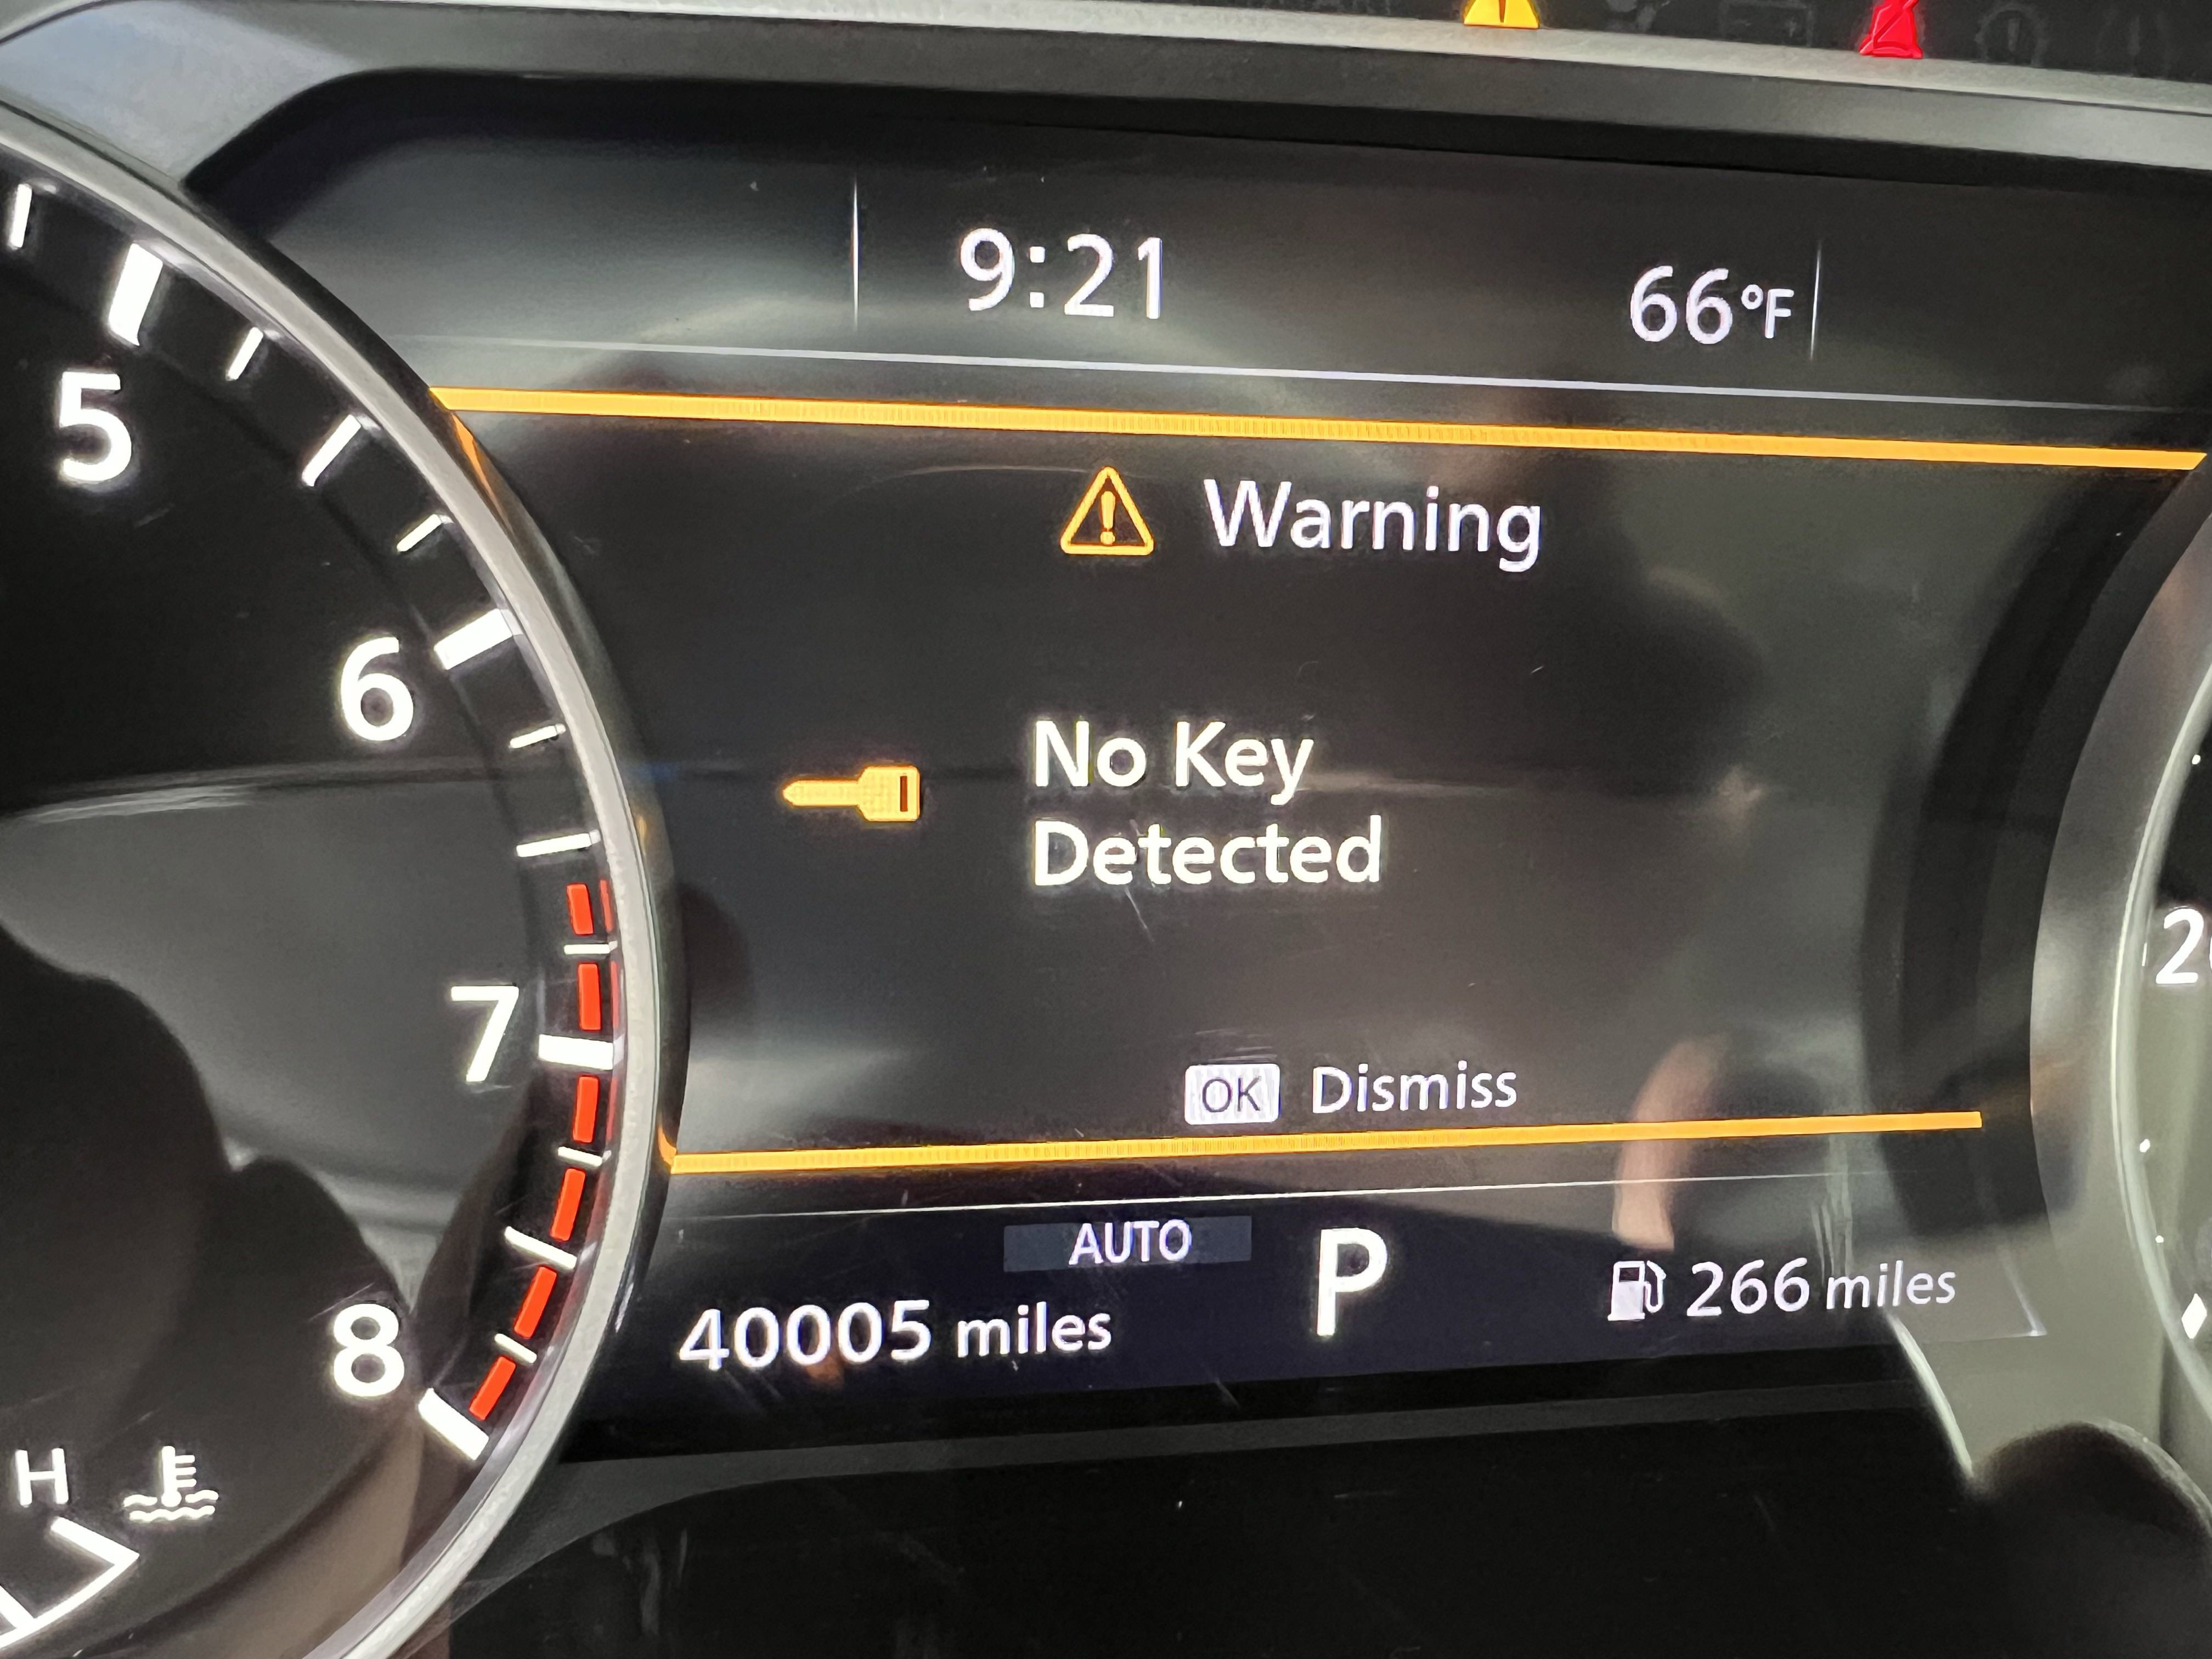 9:21
66°F
Warning
No Key
Detected
OK Dismiss
AUTO
P
40005 miles
266 miles
5
6
7
8
H